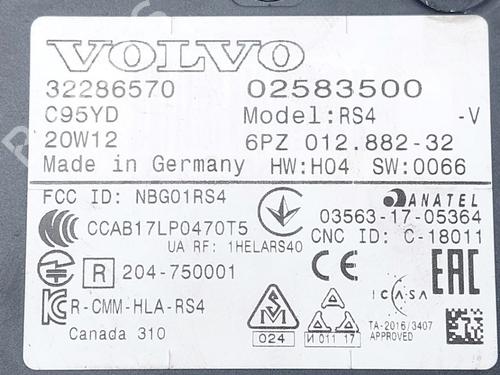 VOLVO
32286570 02583500
C95YD Model:RS4 -V
20W12 6PZ 012.882-32
Made in Germany HW:H04 SW:0066
FCC ID: NBG01RS4 ANATEL
CCAB17LP0470T5 03563-17-05364
UA RF: 1HELARS40 CNC ID: C-18011
R 204-750001 CE EAC
R-CMM-HLA-RS4 ICASA
Canada 310 024 И 011 17 TA-2016/3407
APPROVED